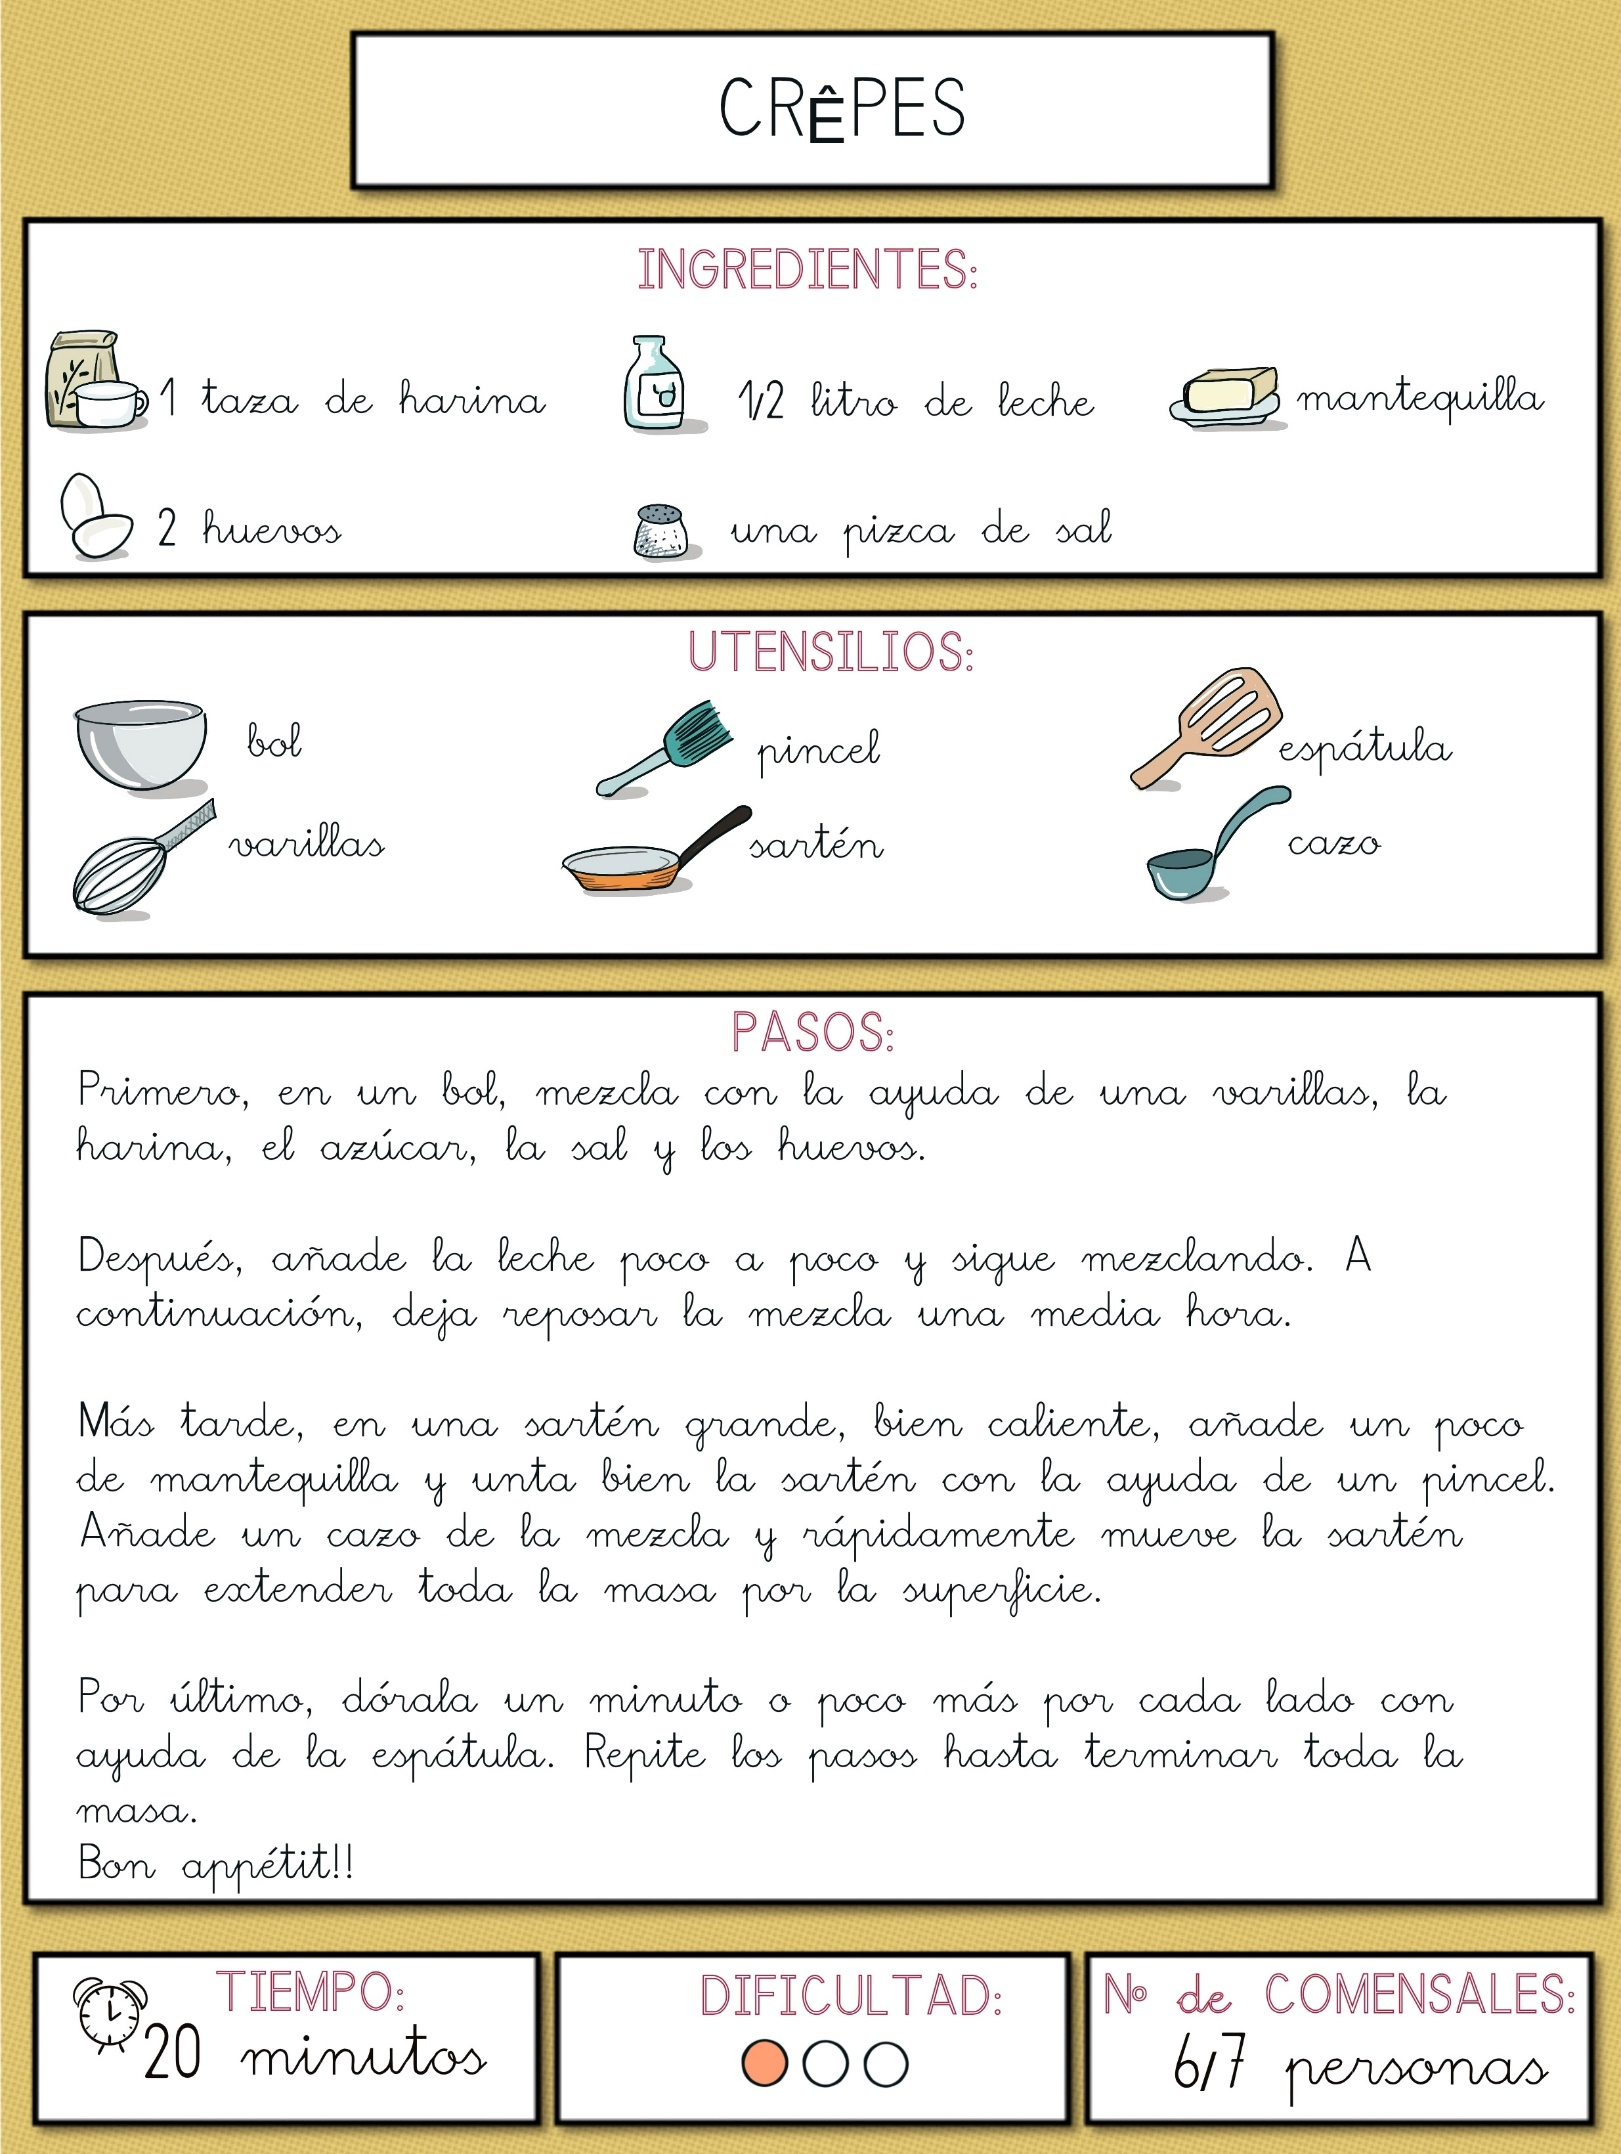 CRÊPES
INGREDIENTES:
1 taza de harina
1/2 litro de leche
mantequilla
2 huevos
una pizca de sal
UTENSILIOS:
bol
pincel
espátula
varillas
sartén
cazo
PASOS:
Primero, en un bol, mezcla con la ayuda de una varillas, la
harina, el azúcar, la sal y los huevos.
Después, añade la leche poco a poco y sigue mezclando. A
continuación, deja reposar la mezcla una media hora.
Más tarde, en una sartén grande, bien caliente, añade un poco
de mantequilla y unta bien la sartén con la ayuda de un pincel.
Añade un cazo de la mezcla y rápidamente mueve la sartén
para extender toda la masa por la superficie.
Por último, dórala un minuto o poco más por cada lado con
ayuda de la espátula. Repite los pasos hasta terminar toda la
masa.
Bon appétit!!
TIEMPO:
20 minutos
DIFICULTAD:
Nº de COMENSALES:
6/7 personas